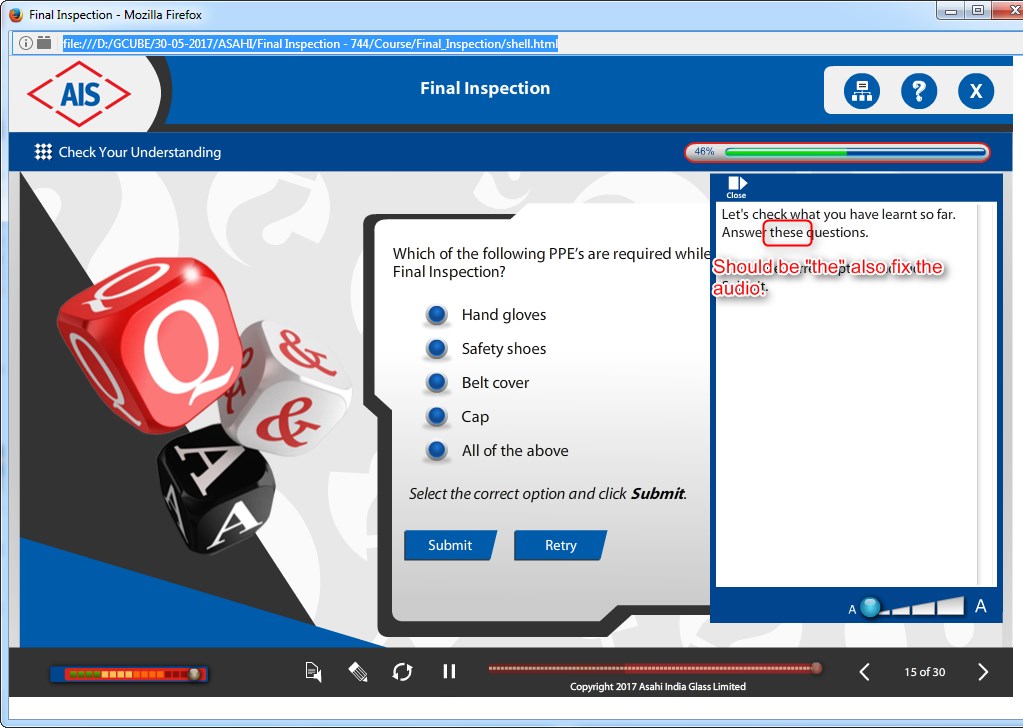 Final Inspection - Mozilla Firefox
file:///D:/GCUBE/30-05-2017/ASAHI/Final Inspection - 744/Course/Final_Inspection/shell.html
AIS
Final Inspection
?
X
Check Your Understanding
46%
Close
Let's check what you have learnt so far.
Answer these questions.
Should be "the" also fix the
audio.
Which of the following PPE's are required while
Final Inspection?
Hand gloves
Safety shoes
Belt cover
Cap
All of the above
Select the correct option and click Submit.
Submit
Retry
Q
Q
&
&
A
A
A A
15 of 30
Copyright 2017 Asahi India Glass Limited